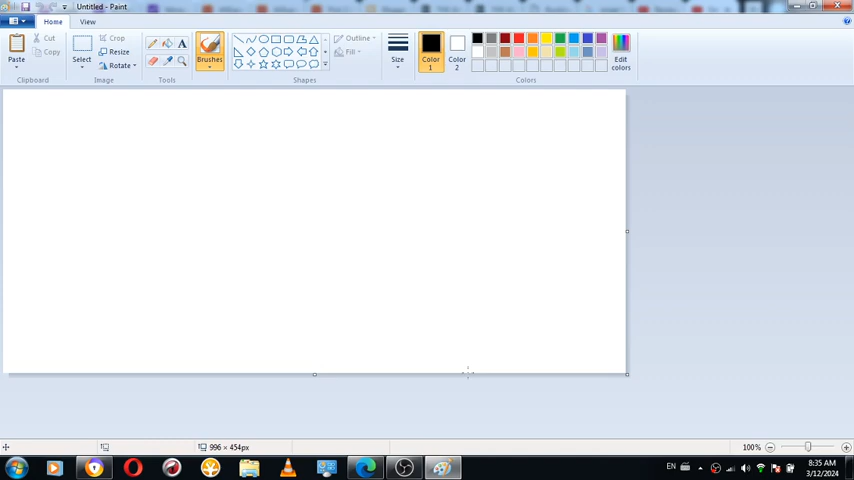 Untitled - Paint
Home View
Paste
Cut
Copy
Clipboard
Select
Crop
Resize
Rotate
Image
A
Tools
Brushes
Shapes
Outline
Fill
Size
Color
1
Color
2
Edit
colors
Colors
996 × 454px
100%
EN
8:35 AM
3/12/2024